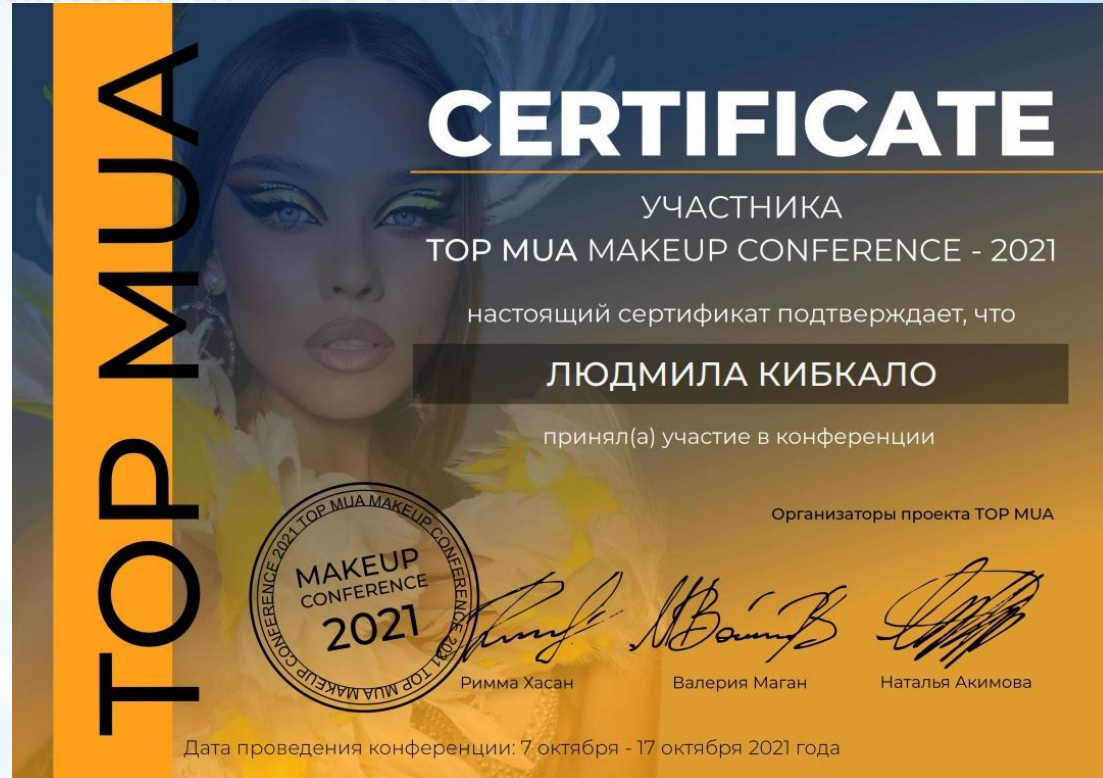 TOP MUA
CERTIFICATE
УЧАСТНИКА
TOP MUA MAKEUP CONFERENCE - 2021
настоящий сертификат подтверждает, что
ЛЮДМИЛА КИБКАЛО
принял(а) участие в конференции
Организаторы проекта TOP MUA
TOP MUA MAKEUP CONFERENCE 2021 TOP MUA MAKEUP CONFERENCE 2021
MAKEUP
CONFERENCE
2021
Римма Хасан
Валерия Маган
Наталья Акимова
Дата проведения конференции: 7 октября - 17 октября 2021 года